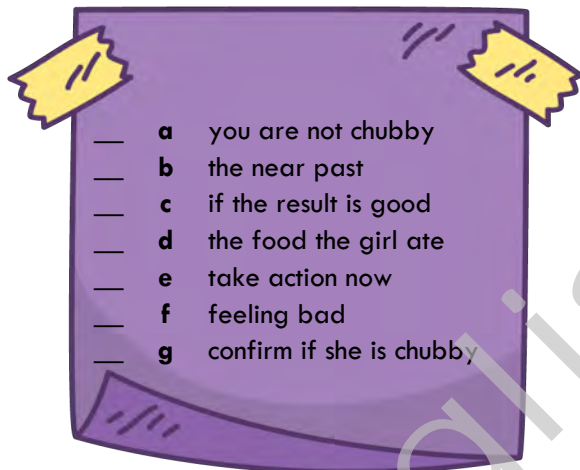 __ a you are not chubby
__ b the near past
__ c if the result is good
__ d the food the girl ate
__ e take action now
__ f feeling bad
__ g confirm if she is chubby